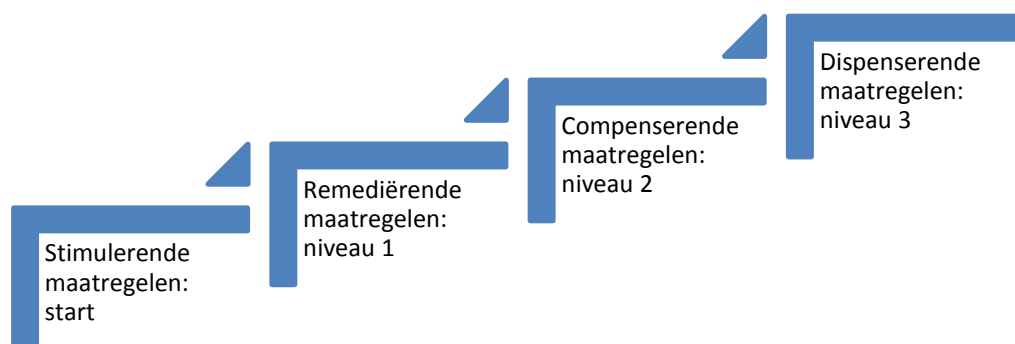 Stimulerende
maatregelen:
start
Remediërende
maatregelen:
niveau 1
Compenserende
maatregelen:
niveau 2
Dispenserende
maatregelen:
niveau 3